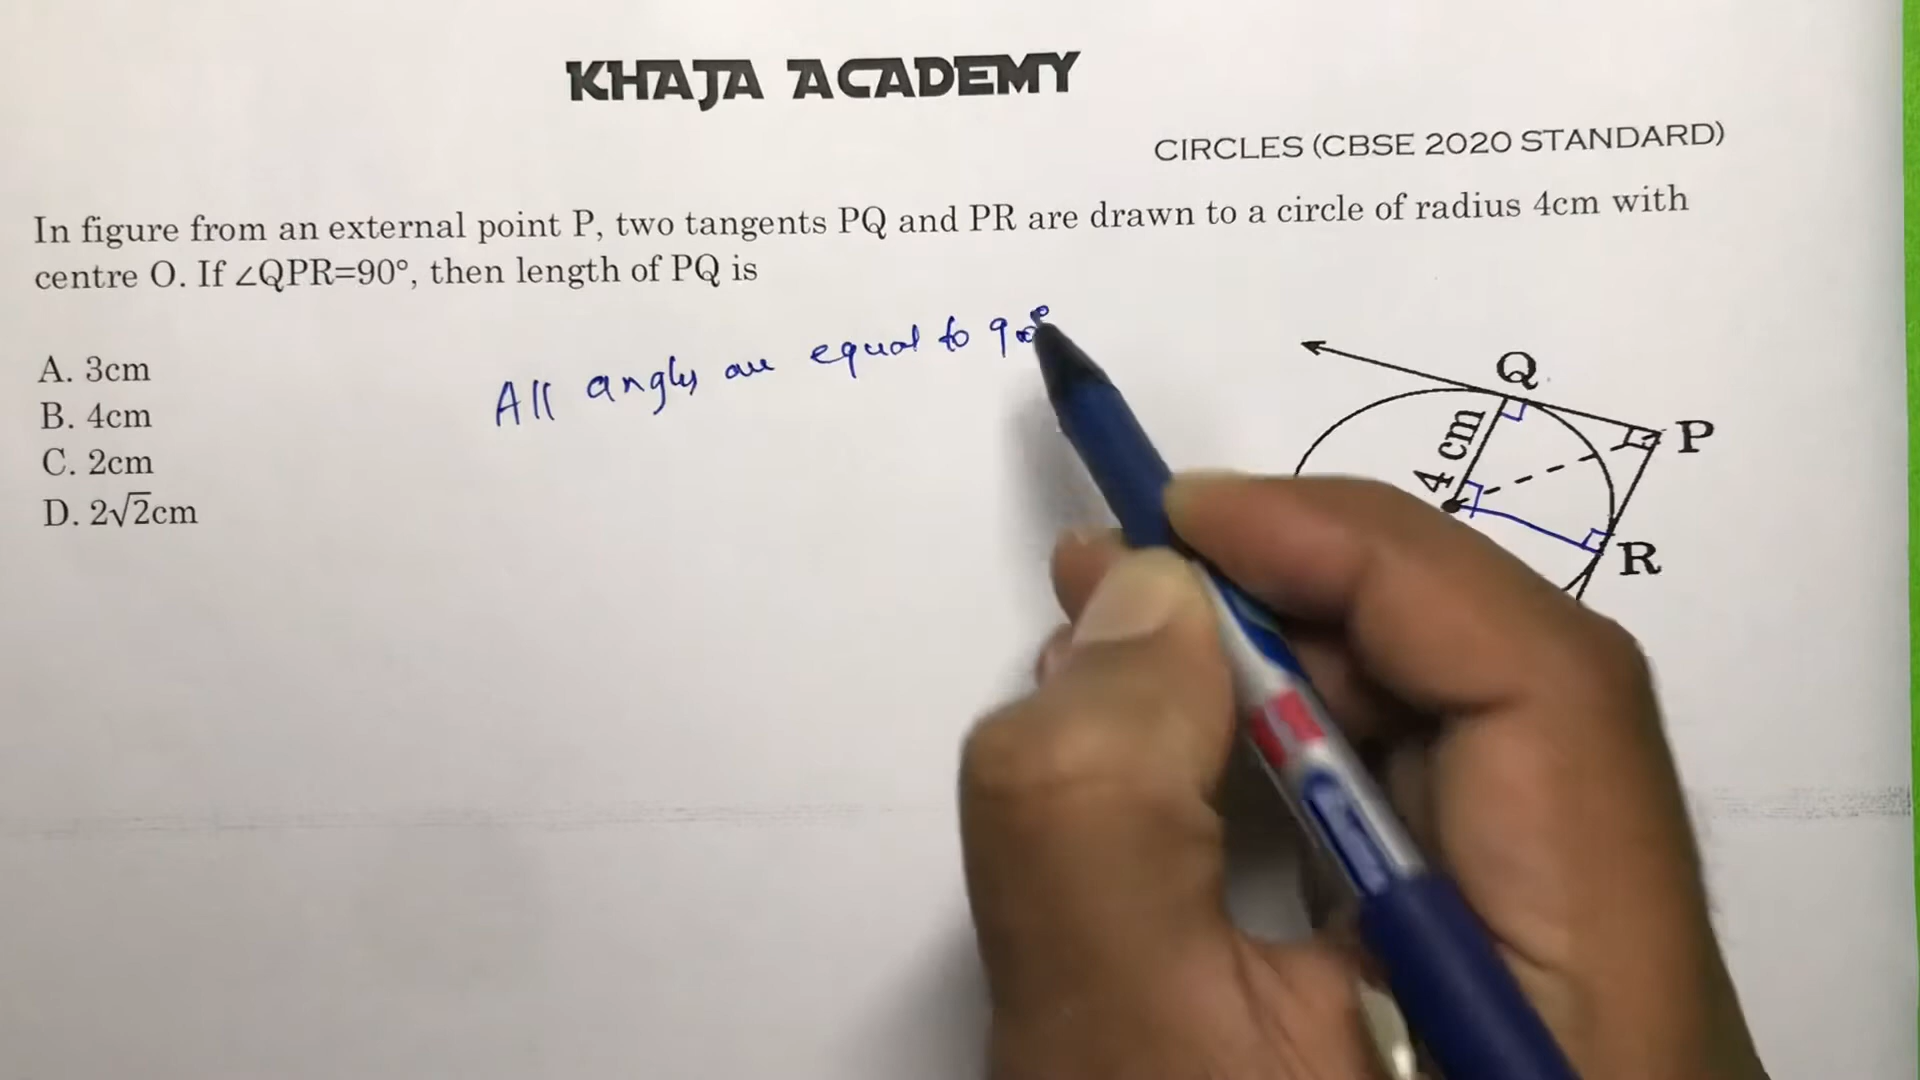 KHAJA ACADEMY
CIRCLES (CBSE 2020 STANDARD)
In figure from an external point P, two tangents PQ and PR are drawn to a circle of radius 4cm with
centre O. If ∠QPR=90°, then length of PQ is
All angles are equal to 90°
A. 3cm
B. 4cm
C. 2cm
D. 2√2cm
Q
4 cm
P
R